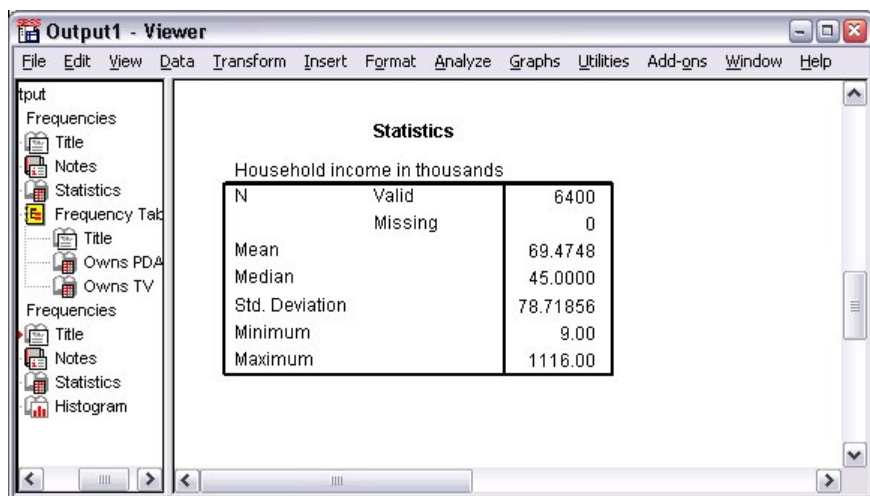 Output1 - Viewer
File Edit View Data Transform Insert Format Analyze Graphs Utilities Add-ons Window Help
tput
Frequencies
Title
Notes
Statistics
Frequency Tab
Title
Owns PDA
Owns TV
Frequencies
Title
Notes
Statistics
Histogram
Statistics
Household income in thousands
N Valid 6400
Missing 0
Mean 69.4748
Median 45.0000
Std. Deviation 78.71856
Minimum 9.00
Maximum 1116.00